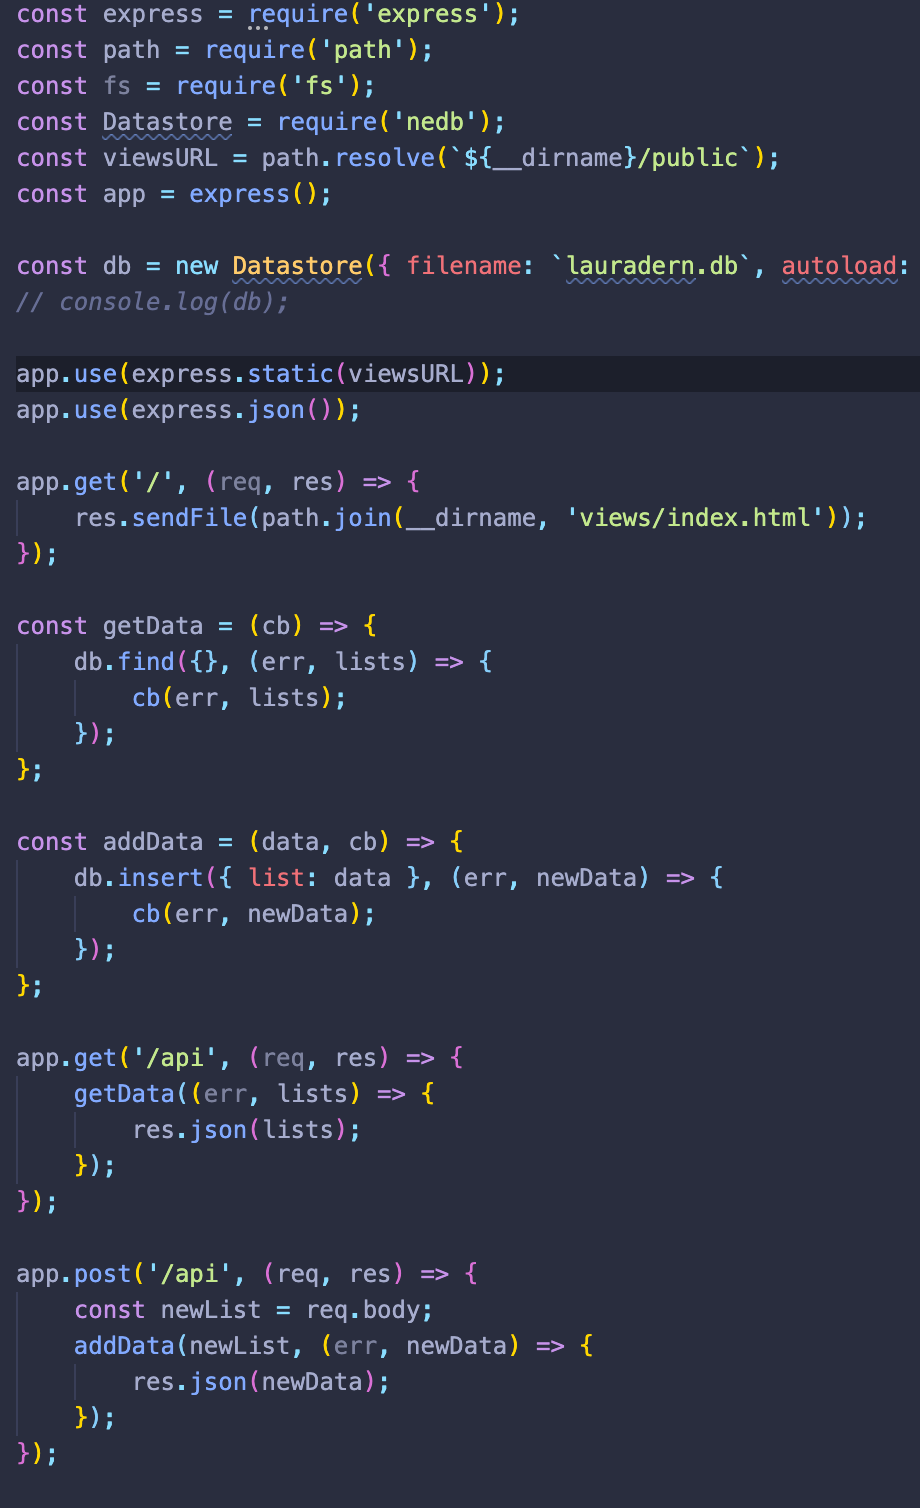 const express = require('express');
const path = require('path');
const fs = require('fs');
const Datastore = require('nedb');
const viewsURL = path.resolve(`${__dirname}/public`);
const app = express();

const db = new Datastore({ filename: `lauradern.db`, autoload:
// console.log(db);

app.use(express.static(viewsURL));
app.use(express.json());

app.get('/', (req, res) => {
    res.sendFile(path.join(__dirname, 'views/index.html'));
});

const getData = (cb) => {
    db.find({}, (err, lists) => {
        cb(err, lists);
    });
};

const addData = (data, cb) => {
    db.insert({ list: data }, (err, newData) => {
        cb(err, newData);
    });
};

app.get('/api', (req, res) => {
    getData((err, lists) => {
        res.json(lists);
    });
});

app.post('/api', (req, res) => {
    const newList = req.body;
    addData(newList, (err, newData) => {
        res.json(newData);
    });
});